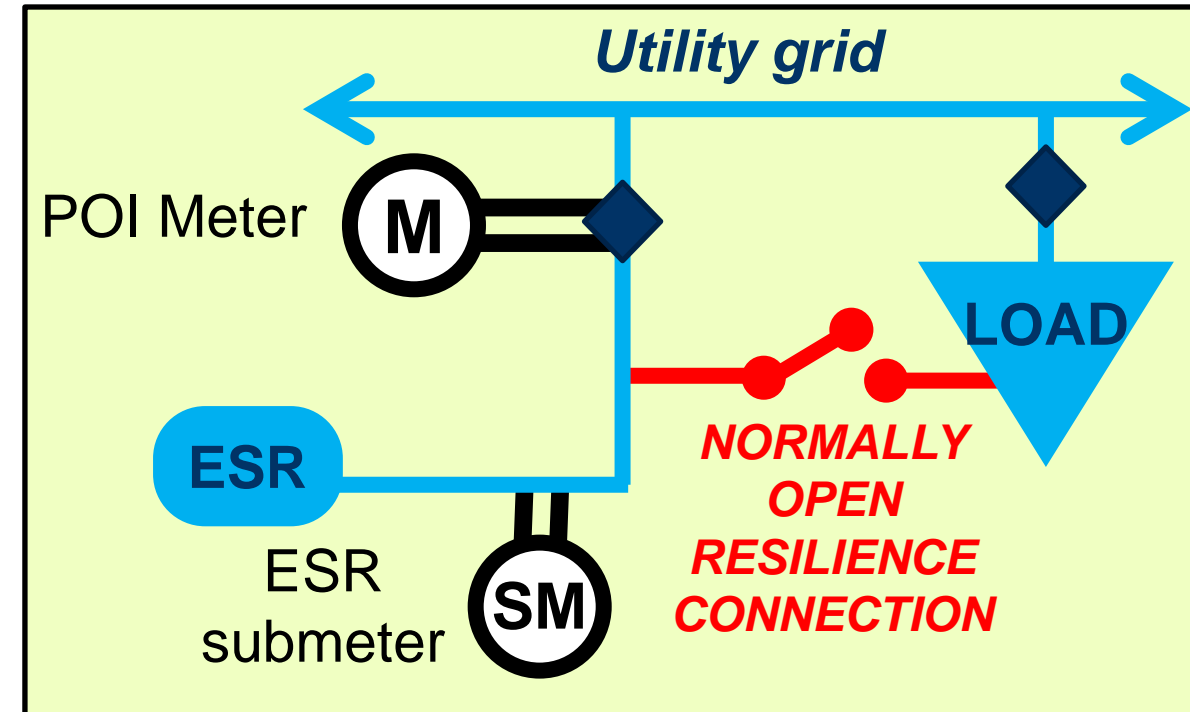 Utility grid
POI Meter
M
LOAD
NORMALLY
OPEN
RESILIENCE
CONNECTION
ESR
ESR
submeter
SM